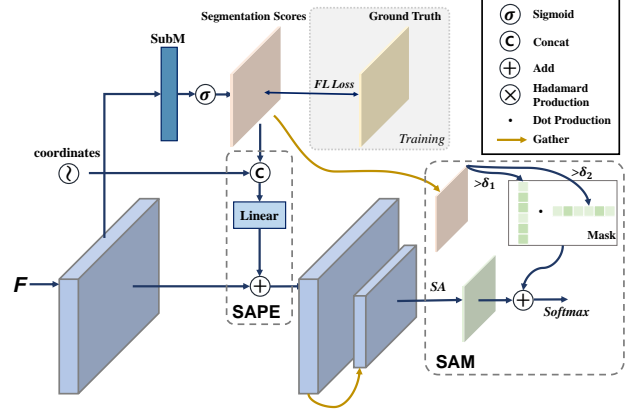 Segmentation Scores
Ground Truth
SubM
σ
FL Loss
Training
σ Sigmoid
C Concat
+ Add
× Hadamard
Production
· Dot Production
Gather
coordinates
C
Linear
F
+
SAPE
>δ1
>δ2
·
Mask
SA
+
Softmax
SAM